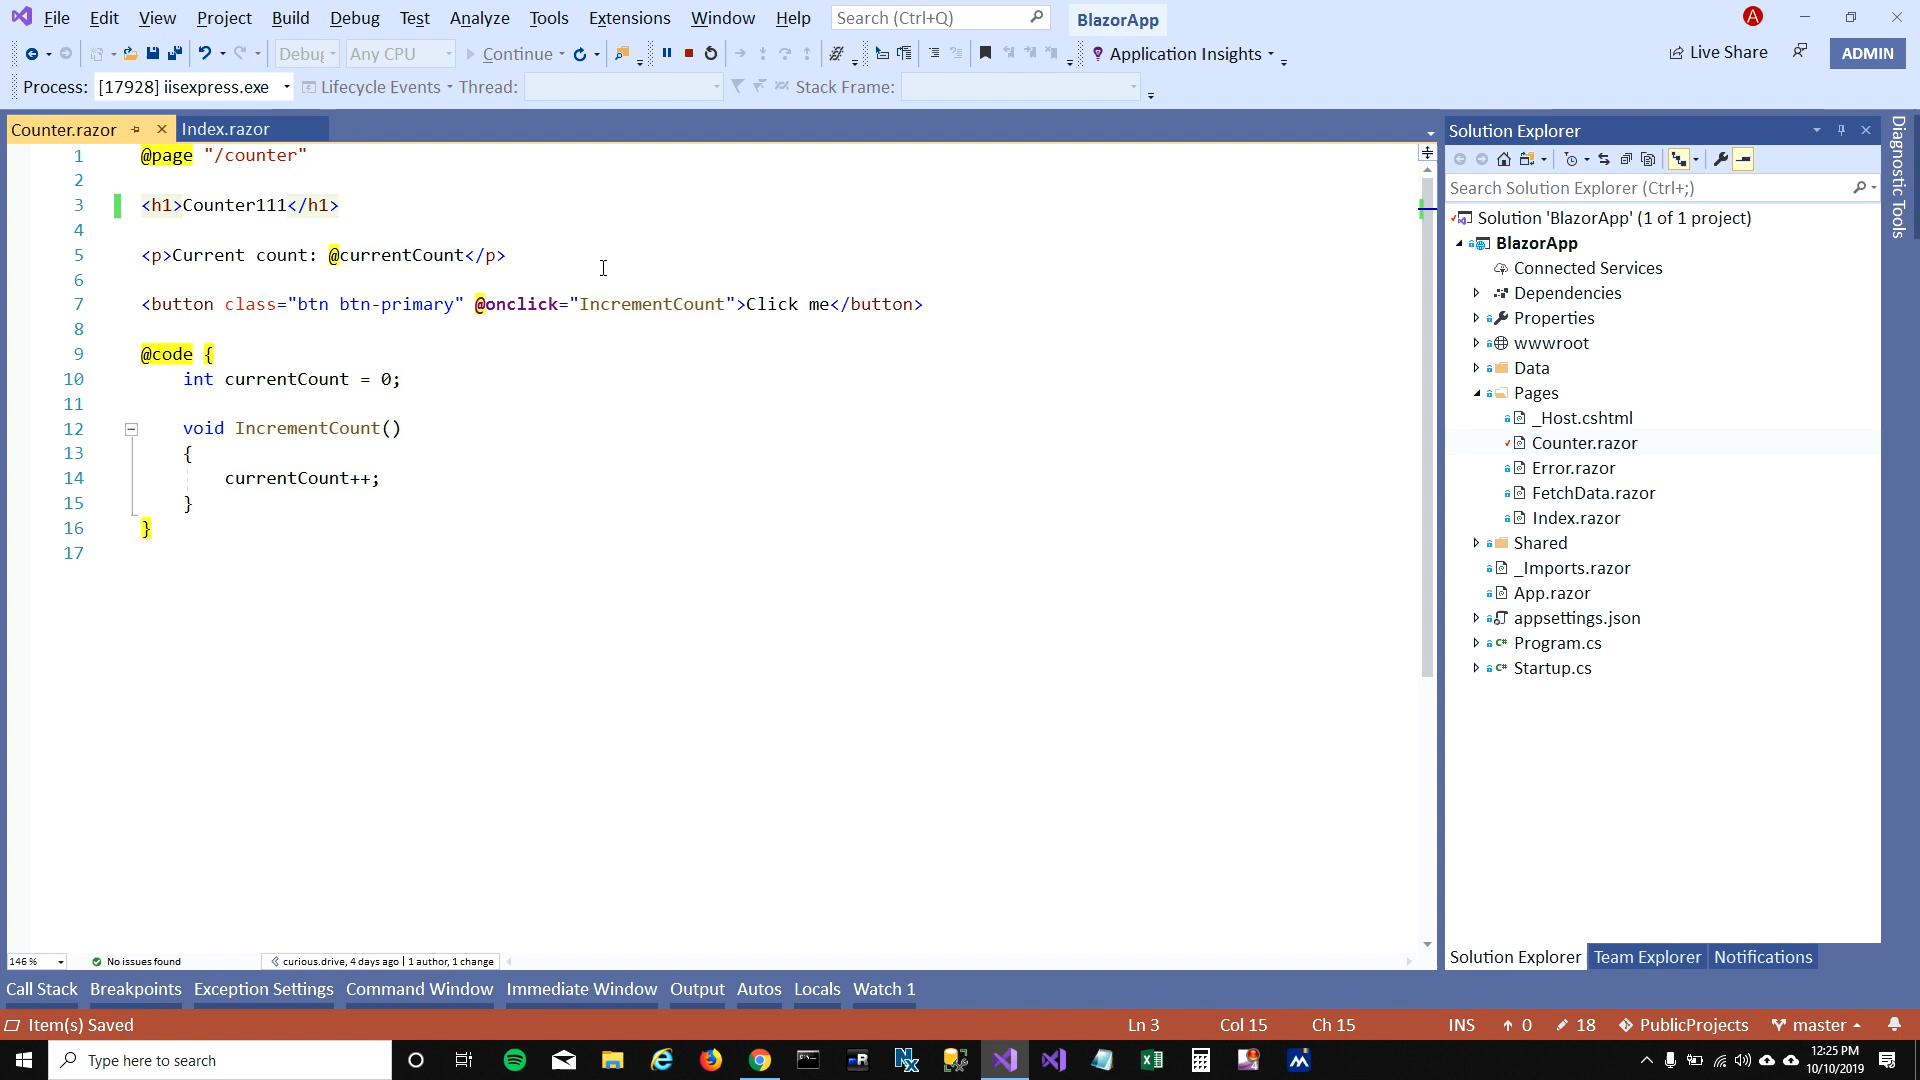 File Edit View Project Build Debug Test Analyze Tools Extensions Window Help Search (Ctrl+Q) BlazorApp A
Debug Any CPU Continue Application Insights Live Share ADMIN
Process: [17928] iisexpress.exe Lifecycle Events Thread: Stack Frame:
Counter.razor Index.razor
1 @page "/counter"
2
3 <h1>Counter111</h1>
4
5 <p>Current count: @currentCount</p>
6
7 <button class="btn btn-primary" @onclick="IncrementCount">Click me</button>
8
9 @code {
10 int currentCount = 0;
11
12 void IncrementCount()
13 {
14 currentCount++;
15 }
16 }
17
Solution Explorer
Search Solution Explorer (Ctrl+;)
Solution 'BlazorApp' (1 of 1 project)
BlazorApp
Connected Services
Dependencies
Properties
wwwroot
Data
Pages
_Host.cshtml
Counter.razor
Error.razor
FetchData.razor
Index.razor
Shared
_Imports.razor
App.razor
appsettings.json
C# Program.cs
C# Startup.cs
Diagnostic Tools
146 % No issues found curious.drive, 4 days ago | 1 author, 1 change
Solution Explorer Team Explorer Notifications
Call Stack Breakpoints Exception Settings Command Window Immediate Window Output Autos Locals Watch 1
Item(s) Saved Ln 3 Col 15 Ch 15 INS 0 18 PublicProjects master
Type here to search
12:25 PM
10/10/2019